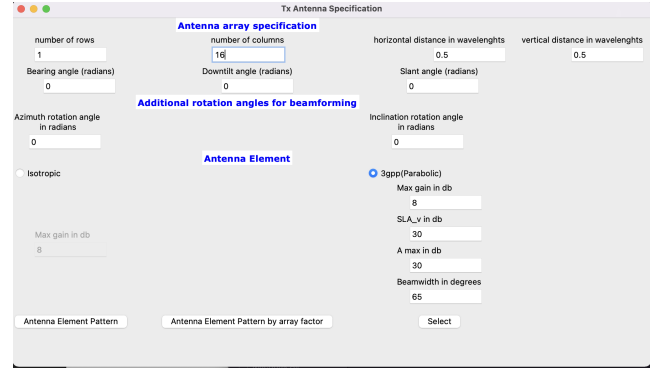 Tx Antenna Specification
Antenna array specification
number of rows number of columns horizontal distance in wavelenghts vertical distance in wavelenghts
1 16 0.5 0.5
Bearing angle (radians) Downtilt angle (radians) Slant angle (radians)
0 0 0
Additional rotation angles for beamforming
Azimuth rotation angle Inclination rotation angle
in radians in radians
0 0
Antenna Element
Isotropic 3gpp(Parabolic)
Max gain in db
8
SLA_v in db
30
Max gain in db
8
A max in db
30
Beamwidth in degrees
65
Antenna Element Pattern Antenna Element Pattern by array factor Select